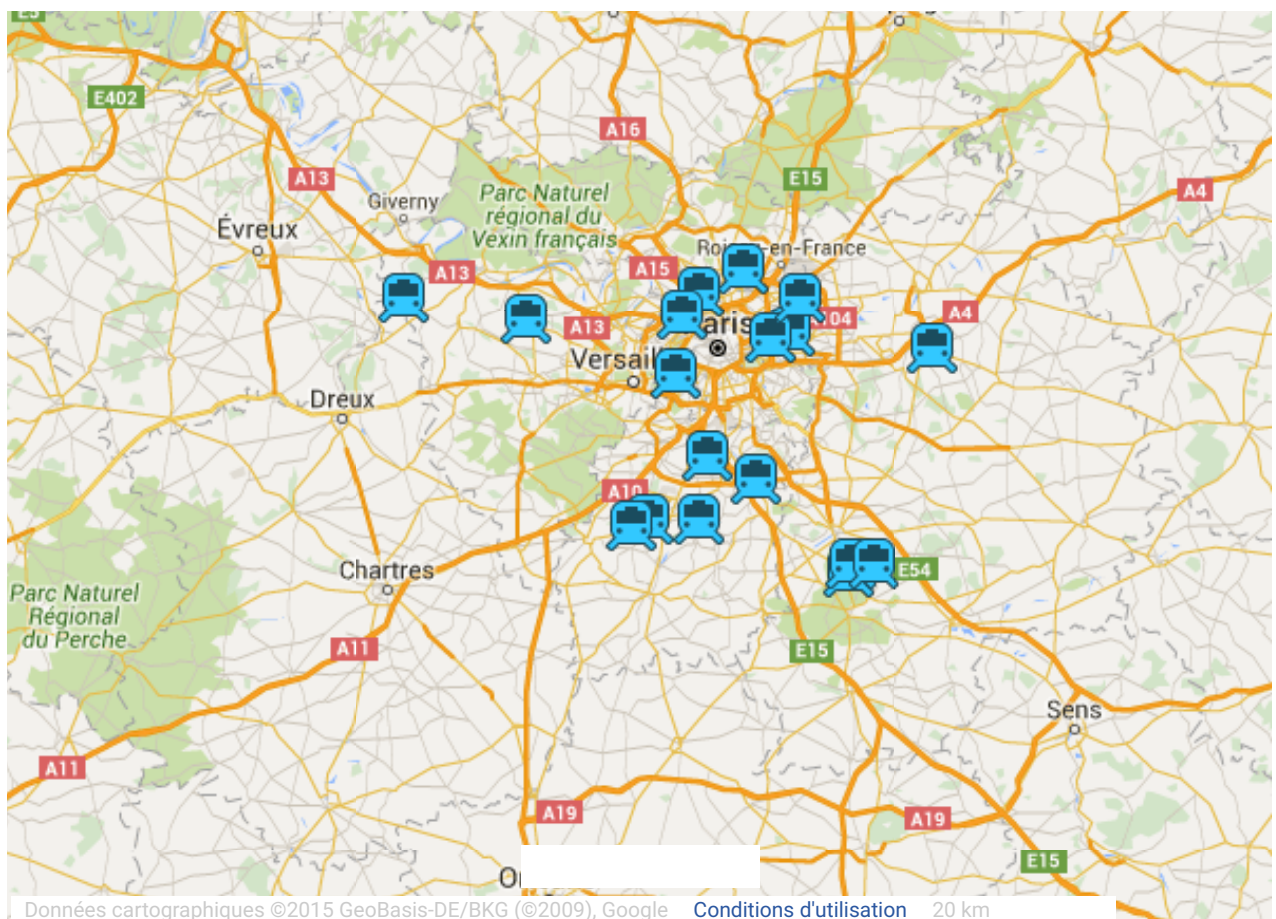 E402
A16
A13
E15
A4
Giverny
Parc Naturel
régional du
Vexin français
Évreux
en-France
A15
A13
A4
A13
Versail
Dreux
A10
Chartres
E54
Parc Naturel
Régional
du Perche
A11
E15
Sens
A11
A19
A19
E15
Données cartographiques ©2015 GeoBasis-DE/BKG (©2009), Google Conditions d'utilisation 20 km